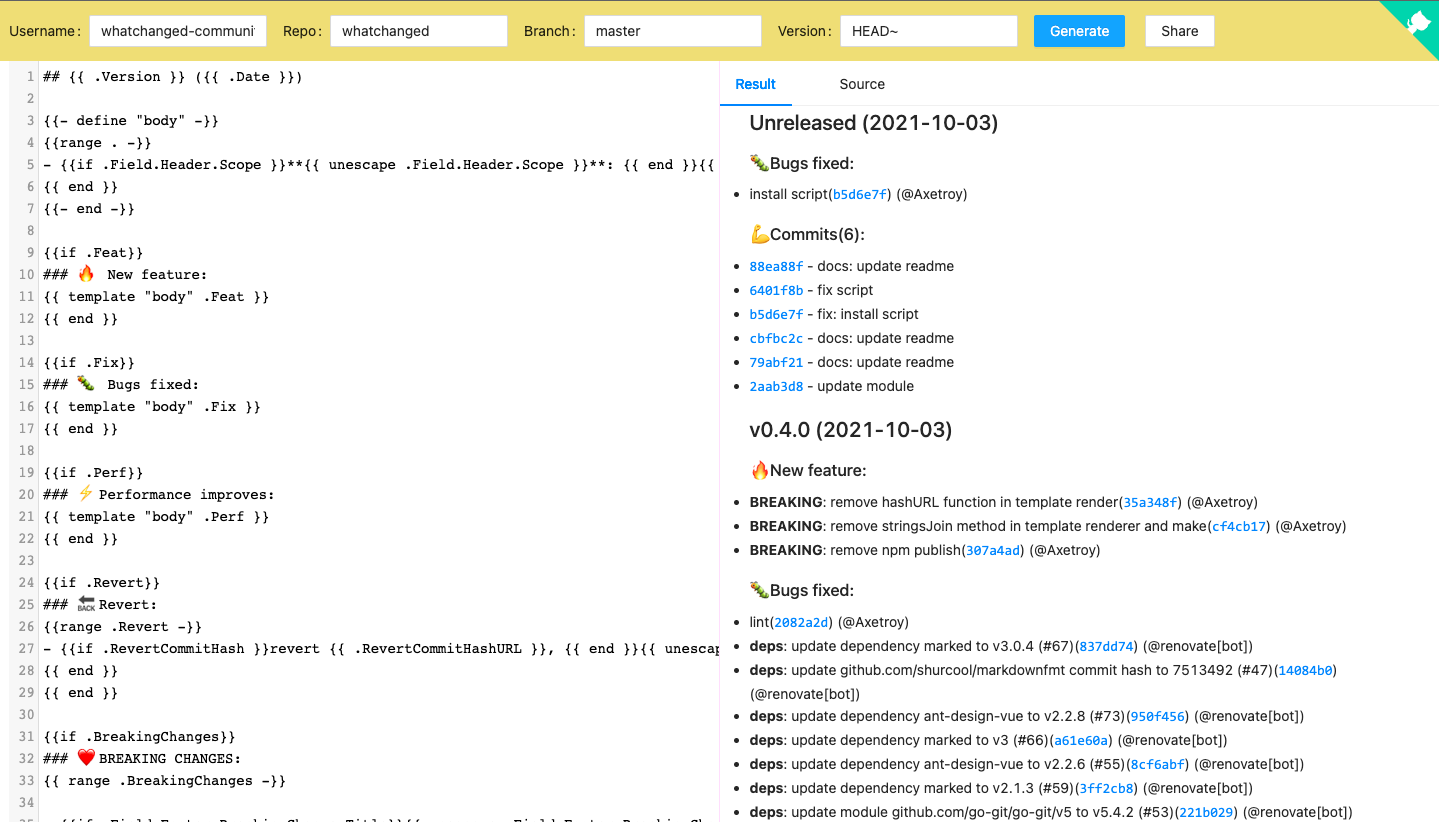 Username: whatchanged-communi Repo: whatchanged Branch: master Version: HEAD~ Generate Share
1 ## {{ .Version }} ({{ .Date }})
2
3 {{- define "body" -}}
4 {{range . -}}
5 - {{if .Field.Header.Scope }}**{{ unescape .Field.Header.Scope }}**: {{ end }}{{
6 {{ end }}
7 {{- end -}}
8
9 {{if .Feat}}
10 ### 🔥 New feature:
11 {{ template "body" .Feat }}
12 {{ end }}
13
14 {{if .Fix}}
15 ### 🐛 Bugs fixed:
16 {{ template "body" .Fix }}
17 {{ end }}
18
19 {{if .Perf}}
20 ### ⚡Performance improves:
21 {{ template "body" .Perf }}
22 {{ end }}
23
24 {{if .Revert}}
25 ### 🔙Revert:
26 {{range .Revert -}}
27 - {{if .RevertCommitHash }}revert {{ .RevertCommitHashURL }}, {{ end }}{{ unescap
28 {{ end }}
29 {{ end }}
30
31 {{if .BreakingChanges}}
32 ### ❤️BREAKING CHANGES:
33 {{ range .BreakingChanges -}}
34
Result Source
Unreleased (2021-10-03)
🐛Bugs fixed:
• install script(b5d6e7f) (@Axetroy)
💪Commits(6):
• 88ea88f - docs: update readme
• 6401f8b - fix script
• b5d6e7f - fix: install script
• cbfbc2c - docs: update readme
• 79abf21 - docs: update readme
• 2aab3d8 - update module
v0.4.0 (2021-10-03)
🔥New feature:
• BREAKING: remove hashURL function in template render(35a348f) (@Axetroy)
• BREAKING: remove stringsJoin method in template renderer and make(cf4cb17) (@Axetroy)
• BREAKING: remove npm publish(307a4ad) (@Axetroy)
🐛Bugs fixed:
• lint(2082a2d) (@Axetroy)
• deps: update dependency marked to v3.0.4 (#67)(837dd74) (@renovate[bot])
• deps: update github.com/shurcool/markdownfmt commit hash to 7513492 (#47)(14084b0)
(@renovate[bot])
• deps: update dependency ant-design-vue to v2.2.8 (#73)(950f456) (@renovate[bot])
• deps: update dependency marked to v3 (#66)(a61e60a) (@renovate[bot])
• deps: update dependency ant-design-vue to v2.2.6 (#55)(8cf6abf) (@renovate[bot])
• deps: update dependency marked to v2.1.3 (#59)(3ff2cb8) (@renovate[bot])
• deps: update module github.com/go-git/go-git/v5 to v5.4.2 (#53)(221b029) (@renovate[bot])